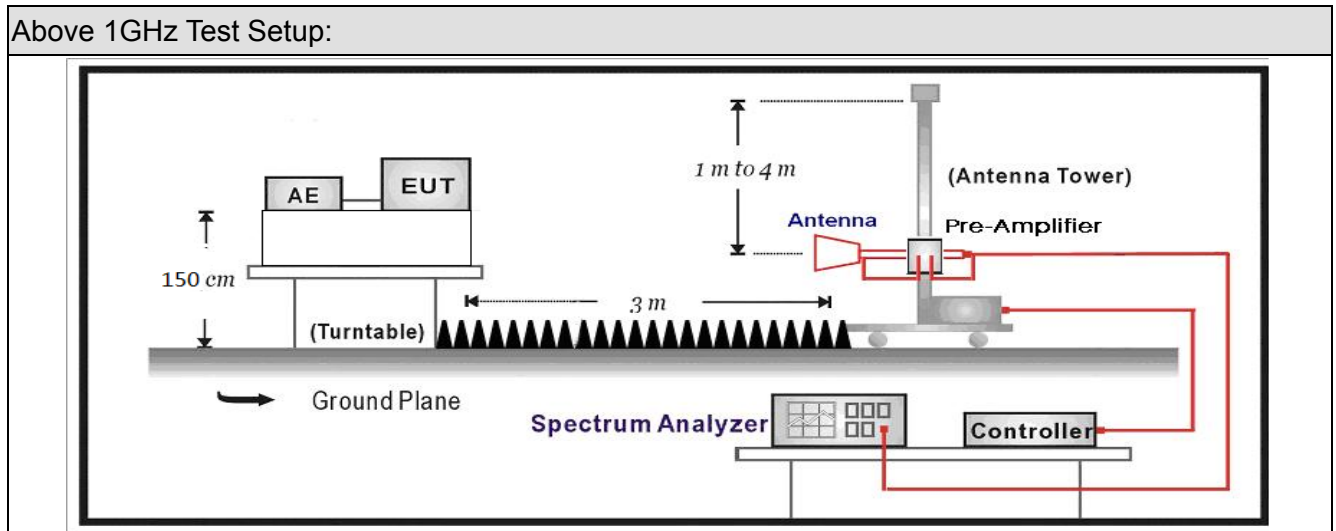 Above 1GHz Test Setup:
AE
EUT
1 m to 4 m
(Antenna Tower)
Antenna
Pre-Amplifier
150 cm
3 m
(Turntable)
Ground Plane
Spectrum Analyzer
Controller